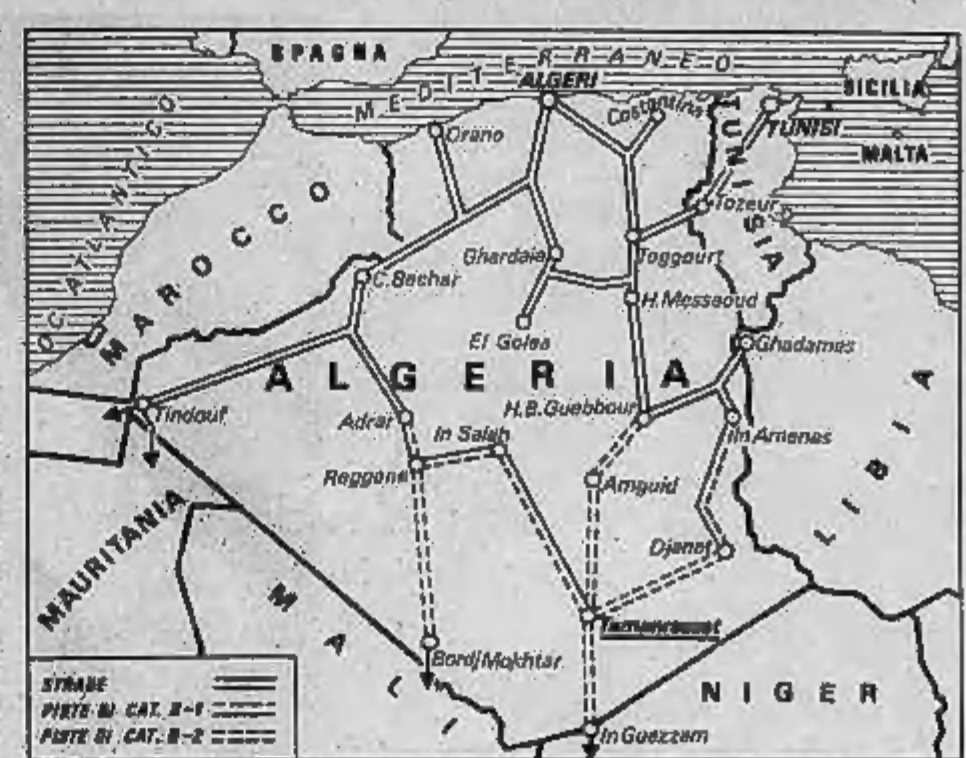 SPAGNA
MEDITERRANEO
ALGERI
SICILIA
OC. ATLANTICO
Orano
Costantina
TUNISI
MALTA
TUNISIA
Tozeur
MAROCCO
Ghardaia
Toggourt
C. Bechar
H. Messaoud
El Golea
Ghadames
ALGERIA
Tindouf
Adrar
In Salah
H.B. Guebbour
In Amenas
LIBIA
Reggane
Amguid
Djanet
MAURITANIA
MALI
Tamanrasset
Bordj Mokhtar
NIGER
In Guezzam
STRADE
PISTE DI CAT. B-1
PISTE DI CAT. B-2